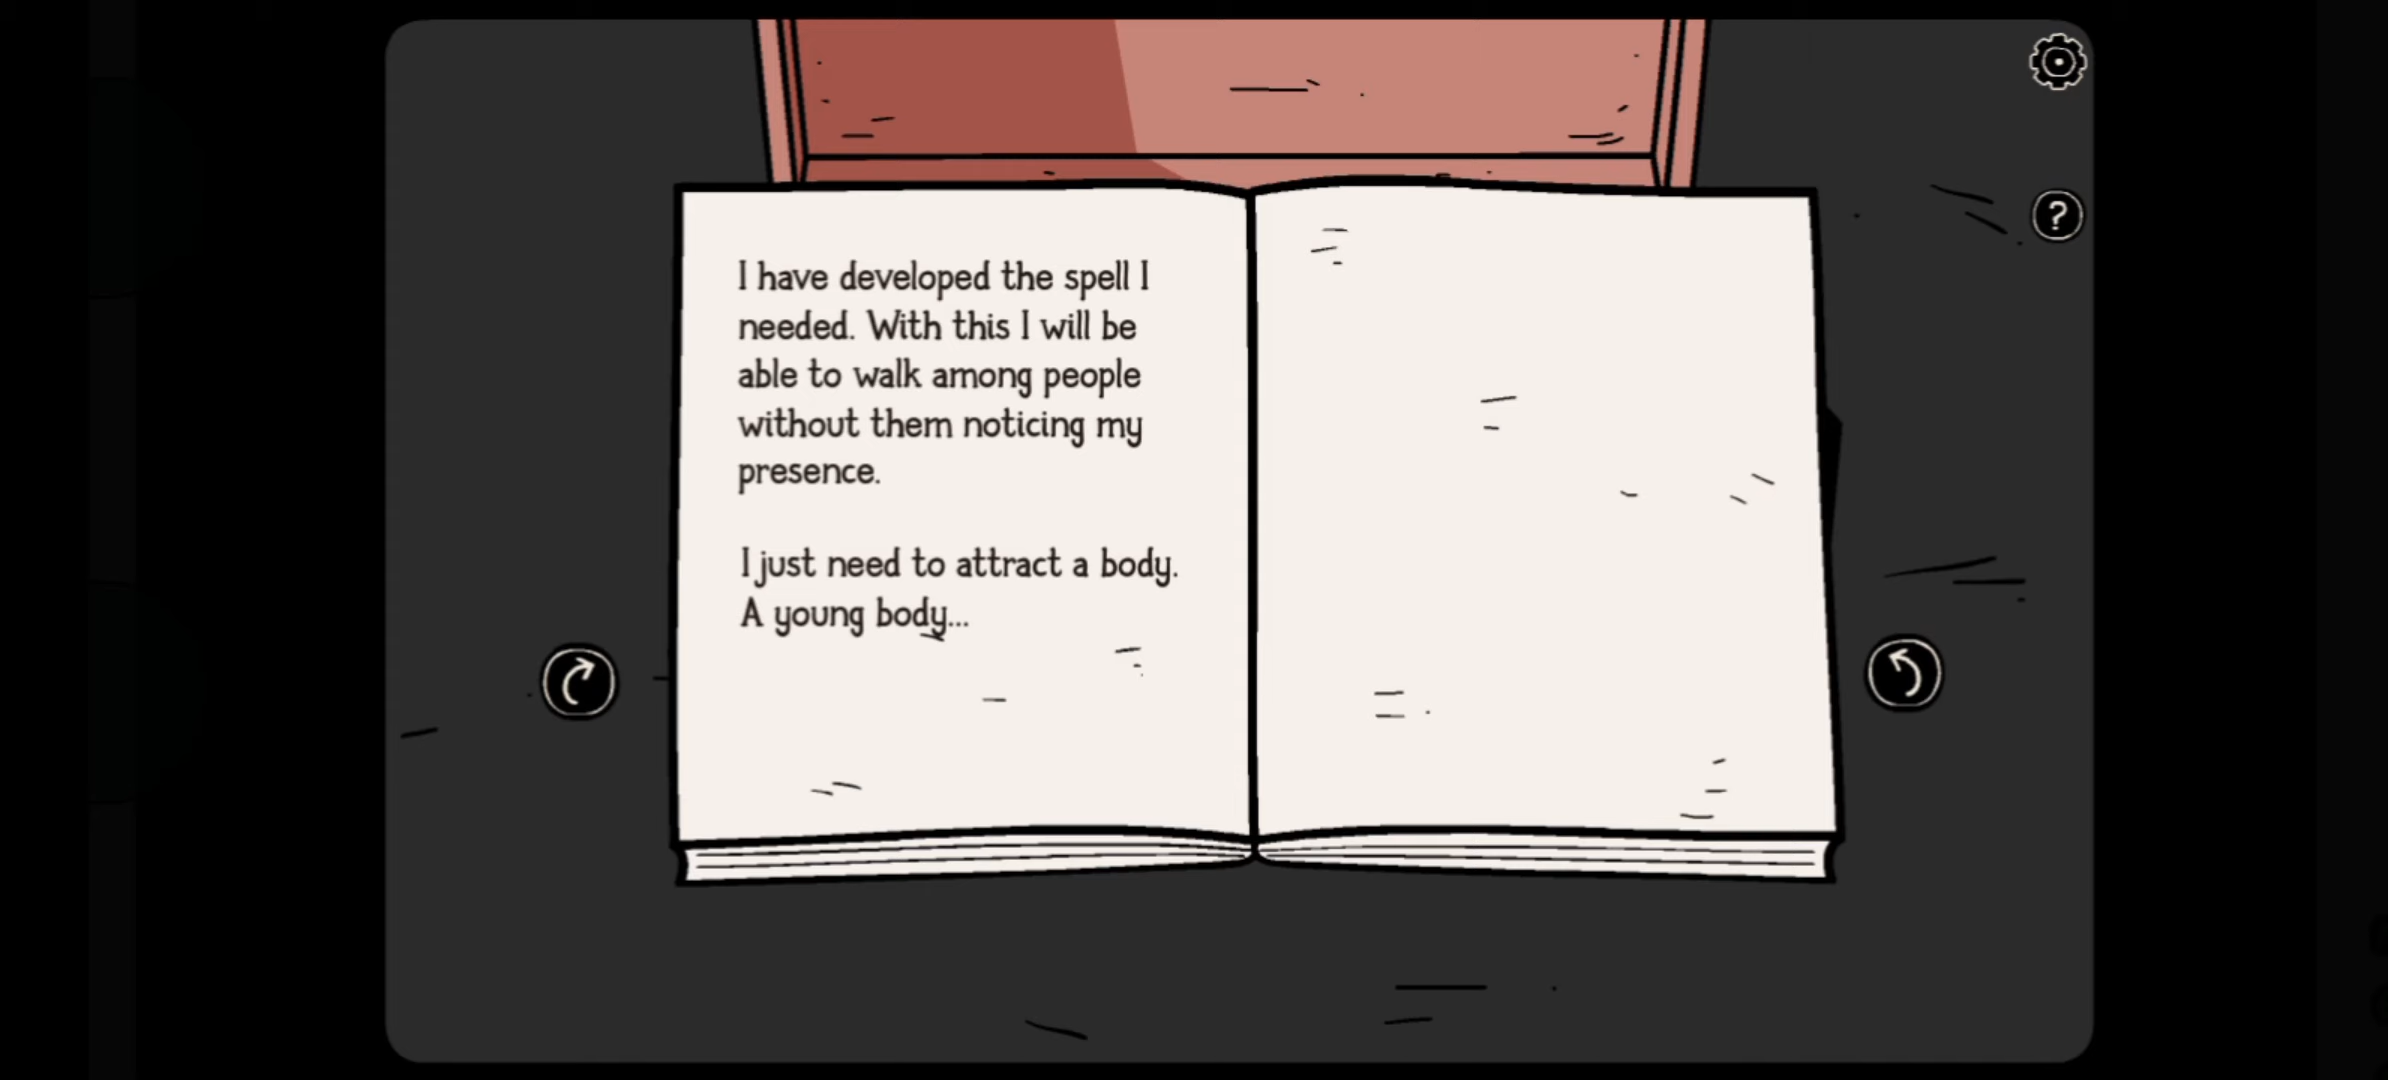 I have developed the spell I
needed. With this I will be
able to walk among people
without them noticing my
presence.
I just need to attract a body.
A young body...
?